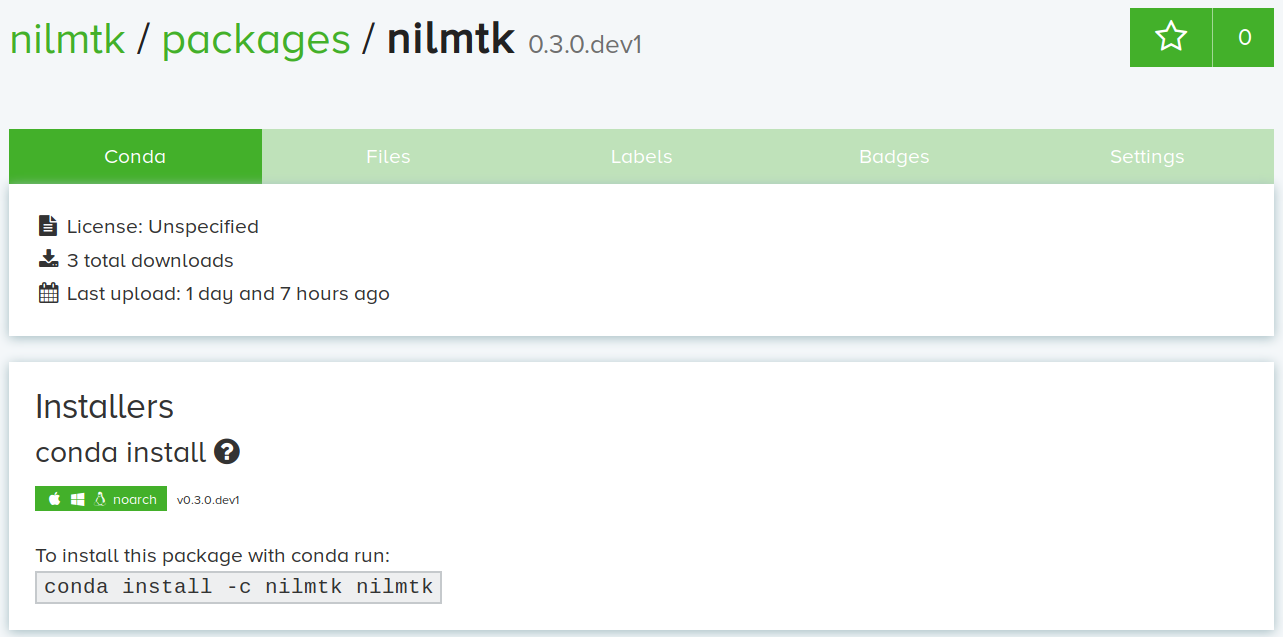 nilmtk / packages / nilmtk 0.3.0.dev1
0
Conda Files Labels Badges Settings
License: Unspecified
3 total downloads
Last upload: 1 day and 7 hours ago
Installers
conda install ?
noarch v0.3.0.dev1
To install this package with conda run:
conda install -c nilmtk nilmtk